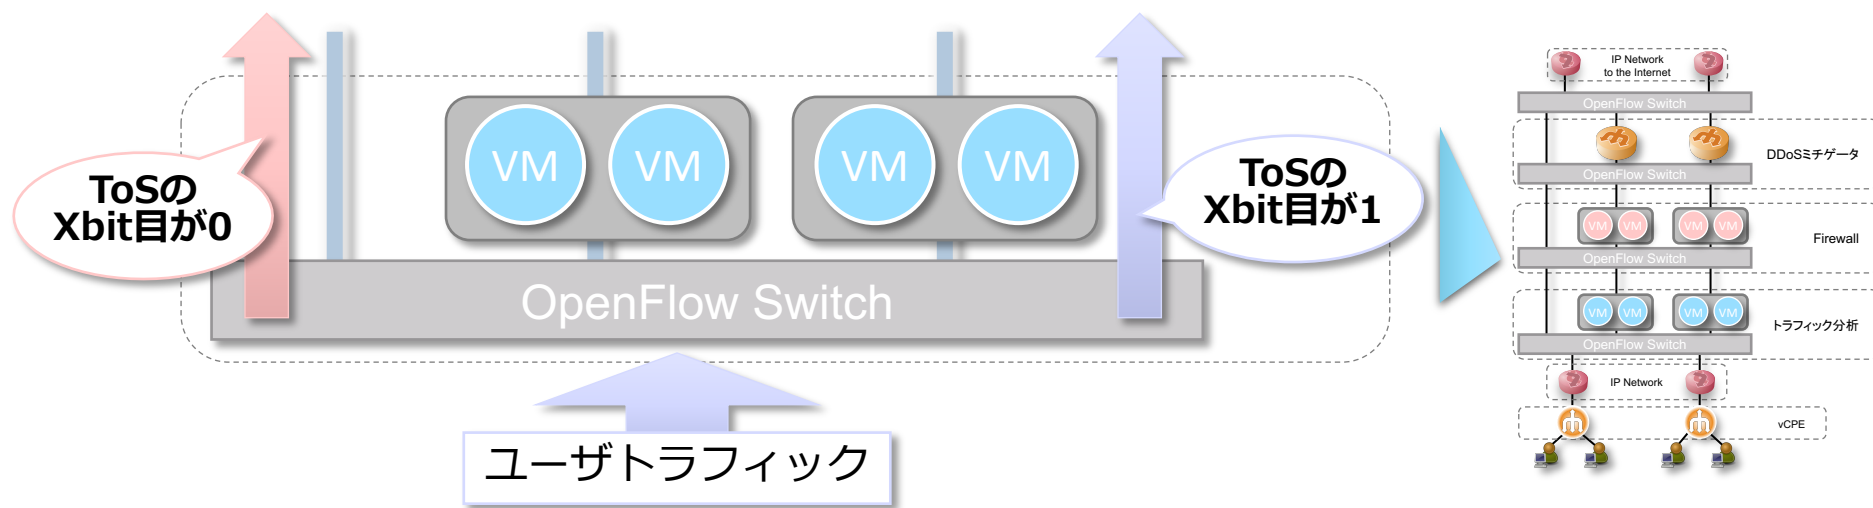 VM
VM
VM
VM
ToSの
Xbit目が0
ToSの
Xbit目が1
OpenFlow Switch
ユーザトラフィック
IP Network
to the Internet
OpenFlow Switch
DDoSミチゲータ
OpenFlow Switch
VM
VM
VM
VM
Firewall
OpenFlow Switch
VM
VM
VM
VM
トラフィック分析
OpenFlow Switch
IP Network
vCPE